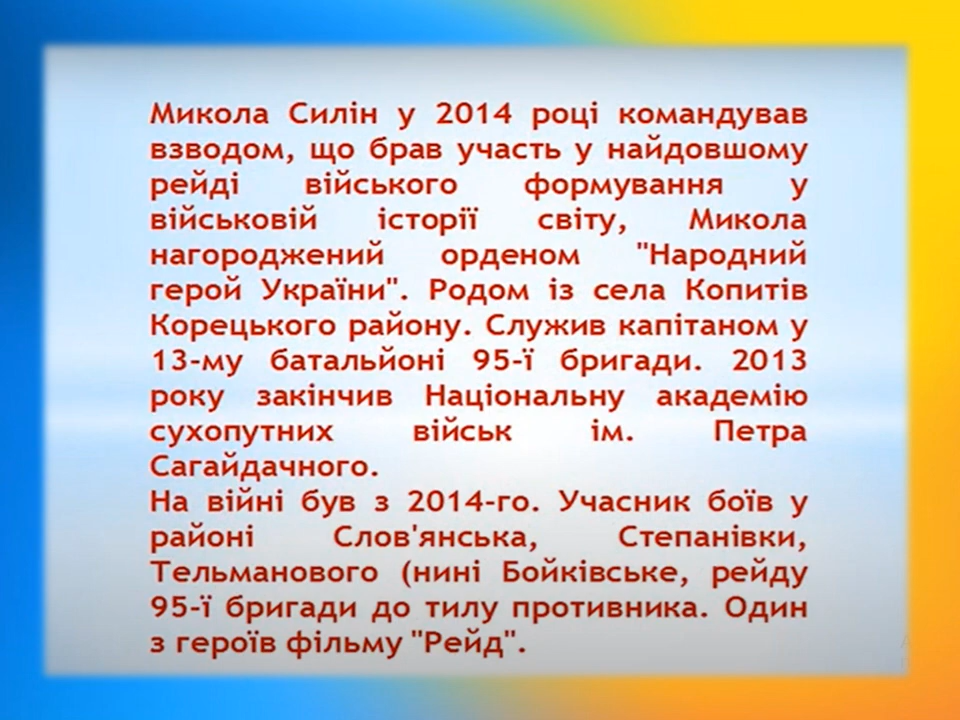 Микола Силін у 2014 році командував
взводом, що брав участь у найдовшому
рейді війського формування у
військовій історії світу, Микола
нагороджений орденом "Народний
герой України". Родом із села Копитів
Корецького району. Служив капітаном у
13-му батальйоні 95-ї бригади. 2013
року закінчив Національну академію
сухопутних військ ім. Петра
Сагайдачного.
На війні був з 2014-го. Учасник боїв у
районі Слов'янська, Степанівки,
Тельманового (нині Бойківське, рейду
95-ї бригади до тилу противника. Один
з героїв фільму "Рейд".